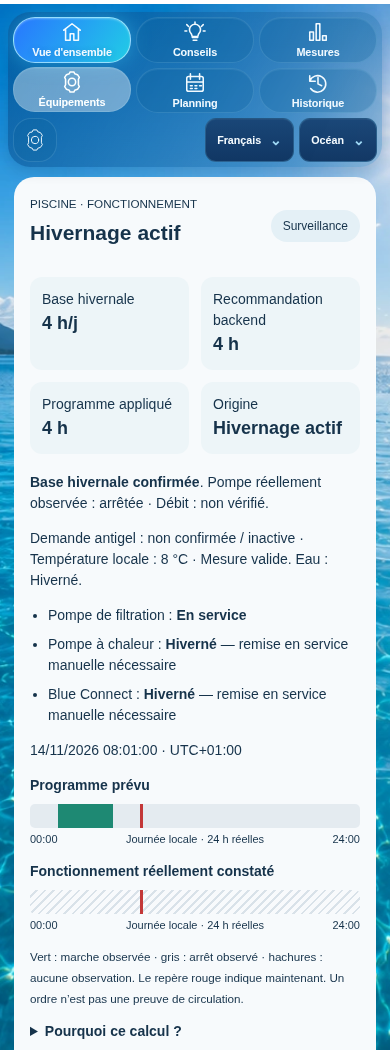 Vue d'ensemble
Conseils
Mesures
Équipements
Planning
Historique
Français
Océan
PISCINE · FONCTIONNEMENT
Hivernage actif
Surveillance
Base hivernale
4 h/j
Recommandation
backend
4 h
Programme appliqué
4 h
Origine
Hivernage actif
Base hivernale confirmée. Pompe réellement
observée : arrêtée · Débit : non vérifié.
Demande antigel : non confirmée / inactive ·
Température locale : 8 °C · Mesure valide. Eau :
Hiverné.
• Pompe de filtration : En service
• Pompe à chaleur : Hiverné — remise en service
manuelle nécessaire
• Blue Connect : Hiverné — remise en service
manuelle nécessaire
14/11/2026 08:01:00 · UTC+01:00
Programme prévu
00:00 Journée locale · 24 h réelles 24:00
Fonctionnement réellement constaté
00:00 Journée locale · 24 h réelles 24:00
Vert : marche observée · gris : arrêt observé · hachures :
aucune observation. Le repère rouge indique maintenant. Un
ordre n’est pas une preuve de circulation.
Pourquoi ce calcul ?